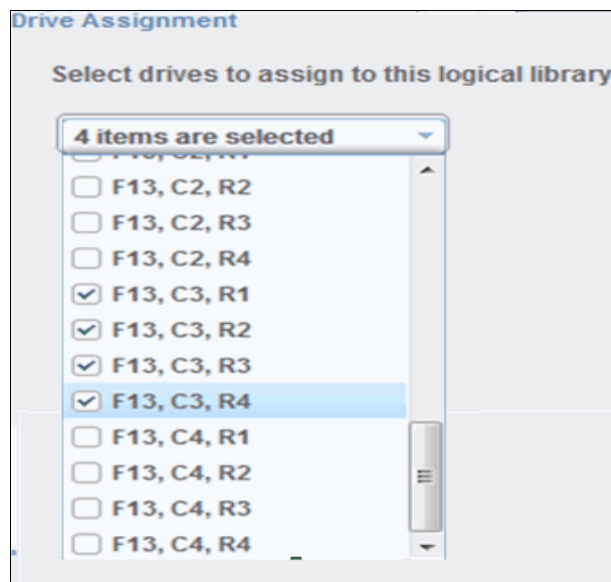 Drive Assignment
Select drives to assign to this logical library
4 items are selected
F13, C2, R2
F13, C2, R3
F13, C2, R4
F13, C3, R1
F13, C3, R2
F13, C3, R3
F13, C3, R4
F13, C4, R1
F13, C4, R2
F13, C4, R3
F13, C4, R4